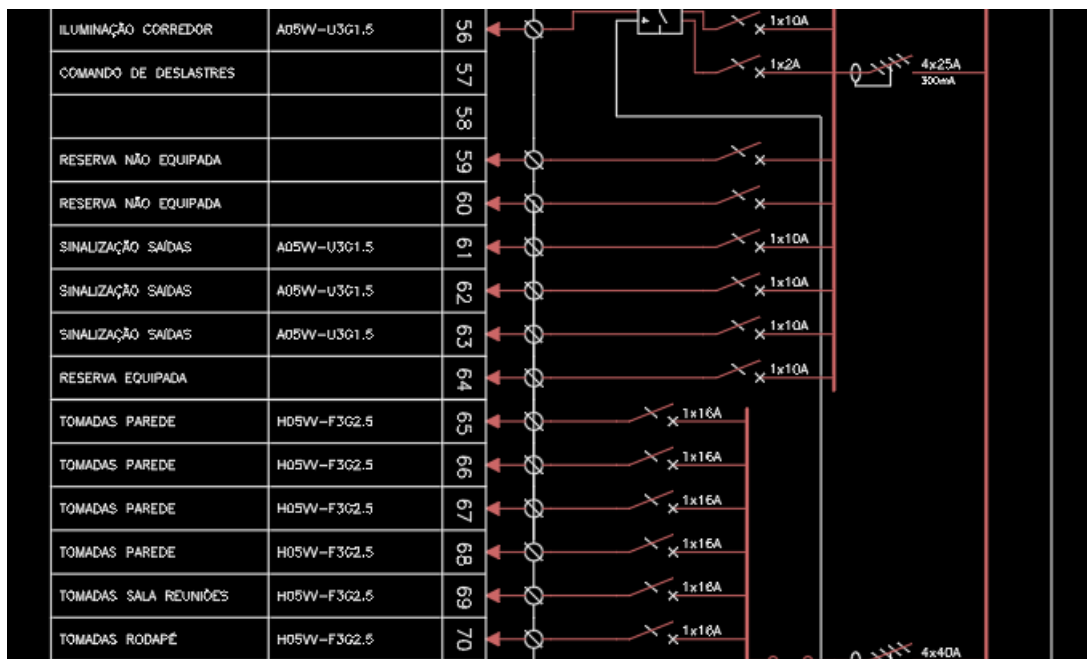 ILUMINAÇÃO CORREDOR A05VV-U3G1.5 56 1x10A
COMANDO DE DESLASTRES 57 1x2A 4x25A
300mA
58
RESERVA NÃO EQUIPADA 59
RESERVA NÃO EQUIPADA 60
SINALIZAÇÃO SAÍDAS A05VV-U3G1.5 61 1x10A
SINALIZAÇÃO SAÍDAS A05VV-U3G1.5 62 1x10A
SINALIZAÇÃO SAÍDAS A05VV-U3G1.5 63 1x10A
RESERVA EQUIPADA 64 1x10A
TOMADAS PAREDE H05VV-F3G2.5 65 1x16A
TOMADAS PAREDE H05VV-F3G2.5 66 1x16A
TOMADAS PAREDE H05VV-F3G2.5 67 1x16A
TOMADAS PAREDE H05VV-F3G2.5 68 1x16A
TOMADAS SALA REUNIÕES H05VV-F3G2.5 69 1x16A
TOMADAS RODAPÉ H05VV-F3G2.5 70 1x16A
4x40A